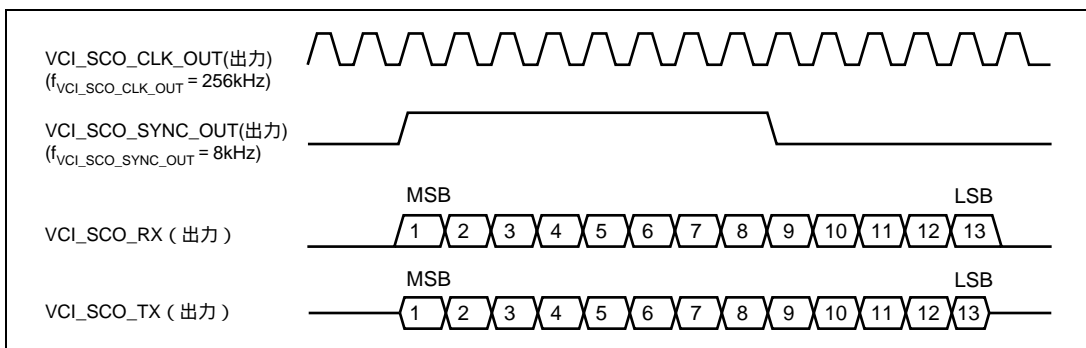 VCI_SCO_CLK_OUT(出力)
(fVCI_SCO_CLK_OUT = 256kHz)
VCI_SCO_SYNC_OUT(出力)
(fVCI_SCO_SYNC_OUT = 8kHz)
MSB LSB
VCI_SCO_RX ( 出力 ) 1 2 3 4 5 6 7 8 9 10 11 12 13
MSB LSB
VCI_SCO_TX ( 出力 ) 1 2 3 4 5 6 7 8 9 10 11 12 13